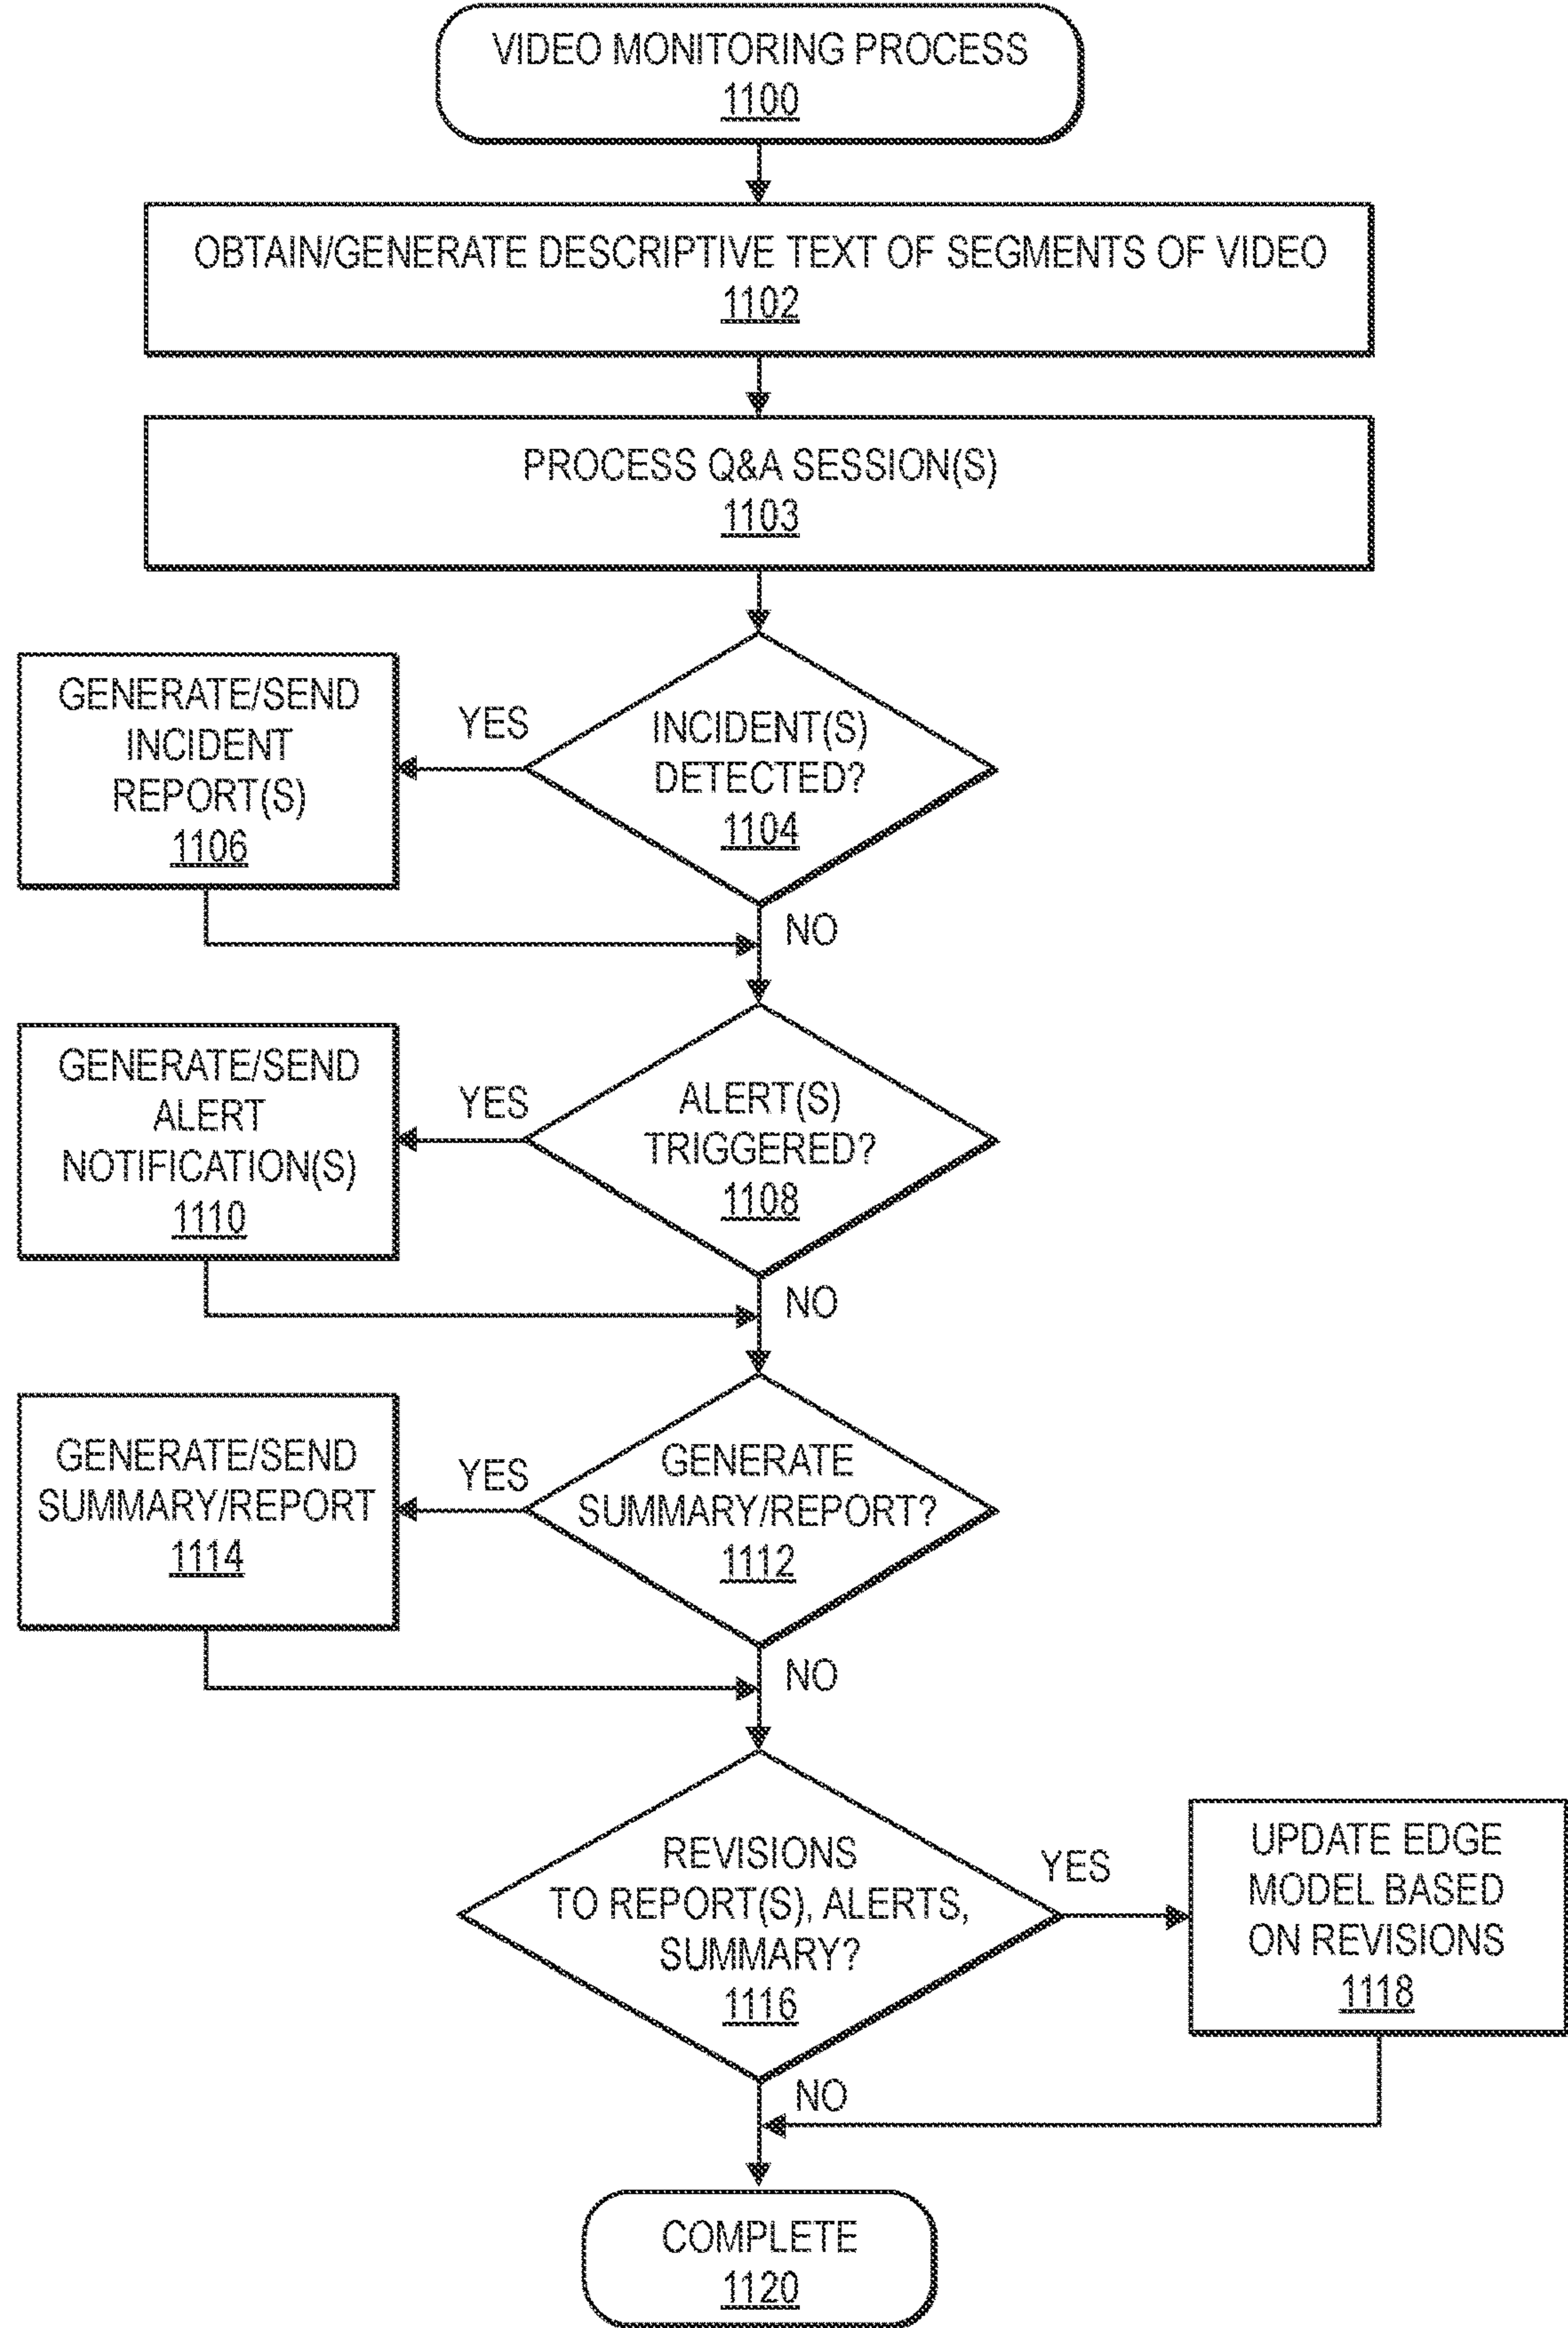 VIDEO MONITORING PROCESS
1100
OBTAIN/GENERATE DESCRIPTIVE TEXT OF SEGMENTS OF VIDEO
1102
PROCESS Q&A SESSION(S)
1103
INCIDENT(S)
DETECTED?
1104
YES
GENERATE/SEND
INCIDENT
REPORT(S)
1106
NO
ALERT(S)
TRIGGERED?
1108
YES
GENERATE/SEND
ALERT
NOTIFICATION(S)
1110
NO
GENERATE
SUMMARY/REPORT?
1112
YES
GENERATE/SEND
SUMMARY/REPORT
1114
NO
REVISIONS
TO REPORT(S), ALERTS,
SUMMARY?
1116
YES
UPDATE EDGE
MODEL BASED
ON REVISIONS
1118
NO
COMPLETE
1120